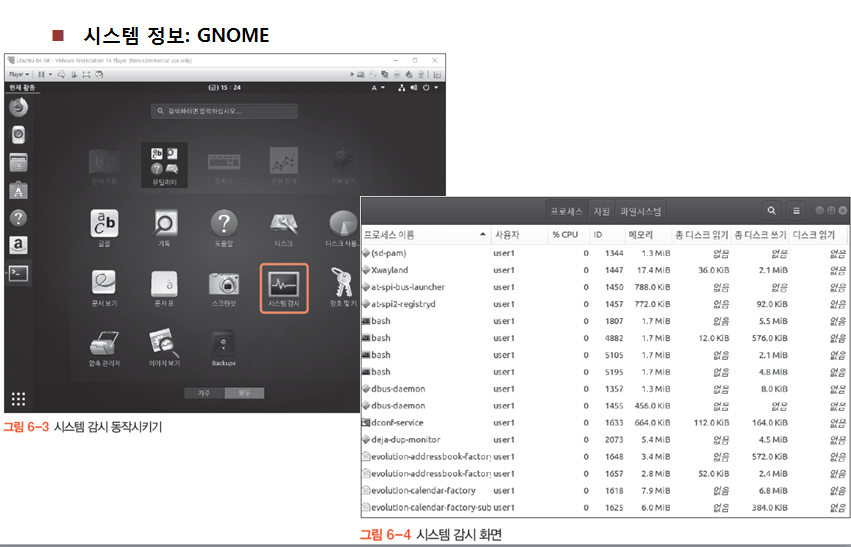 ■ 시스템 정보: GNOME
Ubuntu 64-bit - VMware Workstation 14 Player (Non-commercial use only)
Player
현재 활동
(금) 15 : 24
A
검색하려면 입력하십시오...
유틸리티
글꼴
기록
도움말
디스크
디스크 사용...
문서 보기
문자 표
스크린샷
시스템 감시
암호 및 키
압축 관리자
이미지 보기
Backups
자주
모두
그림 6-3 시스템 감시 동작시키기
프로세스 자원 파일시스템
프로세스 이름 사용자 % CPU ID 메모리 총 디스크 읽기 총 디스크 쓰기 디스크 읽기
(sd-pam) user1 0 1344 1.3 MiB 없음 없음 없음
Xwayland user1 0 1447 17.4 MiB 36.0 KiB 2.1 MiB 없음
at-spi-bus-launcher user1 0 1450 788.0 KiB 없음 없음 없음
at-spi2-registryd user1 0 1457 772.0 KiB 없음 92.0 KiB 없음
bash user1 0 1807 1.7 MiB 없음 5.5 MiB 없음
bash user1 0 4882 1.7 MiB 12.0 KiB 576.0 KiB 없음
bash user1 0 5105 1.7 MiB 없음 2.1 MiB 없음
bash user1 0 5195 1.7 MiB 없음 4.8 MiB 없음
dbus-daemon user1 0 1357 1.3 MiB 없음 8.0 KiB 없음
dbus-daemon user1 0 1455 456.0 KiB 없음 없음 없음
dconf-service user1 0 1633 664.0 KiB 112.0 KiB 164.0 KiB 없음
deja-dup-monitor user1 0 2073 5.4 MiB 없음 4.5 MiB 없음
evolution-addressbook-factory user1 0 1648 3.4 MiB 없음 572.0 KiB 없음
evolution-addressbook-factory user1 0 1657 2.8 MiB 52.0 KiB 2.4 MiB 없음
evolution-calendar-factory user1 0 1618 7.9 MiB 없음 6.8 MiB 없음
evolution-calendar-factory-sub user1 0 1625 6.0 MiB 없음 384.0 KiB 없음
그림 6-4 시스템 감시 화면